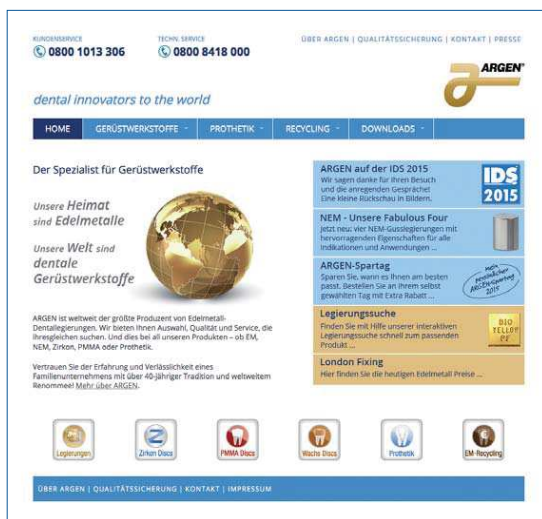 KUNDENSERVICE
0800 1013 306
TECHN. SERVICE
0800 8418 000
ÜBER ARGEN | QUALITÄTSSICHERUNG | KONTAKT | PRESSE
ARGEN®
dental innovators to the world
HOME GERÜSTWERKSTOFFE PROTHETIK RECYCLING DOWNLOADS
Der Spezialist für Gerüstwerkstoffe
Unsere Heimat
sind Edelmetalle
Unsere Welt sind
dentale
Gerüstwerkstoffe
ARGEN ist weltweit der größte Produzent von Edelmetall-
Dentallegierungen. Wir bieten Ihnen Auswahl, Qualität und Service, die
ihresgleichen suchen. Und dies bei all unseren Produkten – ob EM,
NEM, Zirkon, PMMA oder Prothetik.
Vertrauen Sie der Erfahrung und Verlässlichkeit eines
Familienunternehmens mit über 40-jähriger Tradition und weltweitem
Renommee! Mehr über ARGEN.
ARGEN auf der IDS 2015
Wir sagen danke für Ihren Besuch
und die anregenden Gespräche!
Eine kleine Rückschau in Bildern.
IDS
2015
NEM - Unsere Fabulous Four
Jetzt neu: vier NEM-Gusslegierungen mit
hervorragenden Eigenschaften für alle
Indikationen und Anwendungen ...
ARGEN-Spartag
Sparen Sie, wann es Ihnen am besten
passt. Bestellen Sie an Ihrem selbst
gewählten Tag mit Extra Rabatt ...
mein
persönlicher
ARGEN-Spartag
2015
Legierungssuche
Finden Sie mit Hilfe unserer interaktiven
Legierungssuche schnell zum passenden
Produkt ...
London Fixing
Hier finden Sie die heutigen Edelmetall Preise ...
Legierungen
Zirkon Discs
PMMA Discs
Wachs Discs
Prothetik
EM-Recycling
ÜBER ARGEN | QUALITÄTSSICHERUNG | KONTAKT | IMPRESSUM